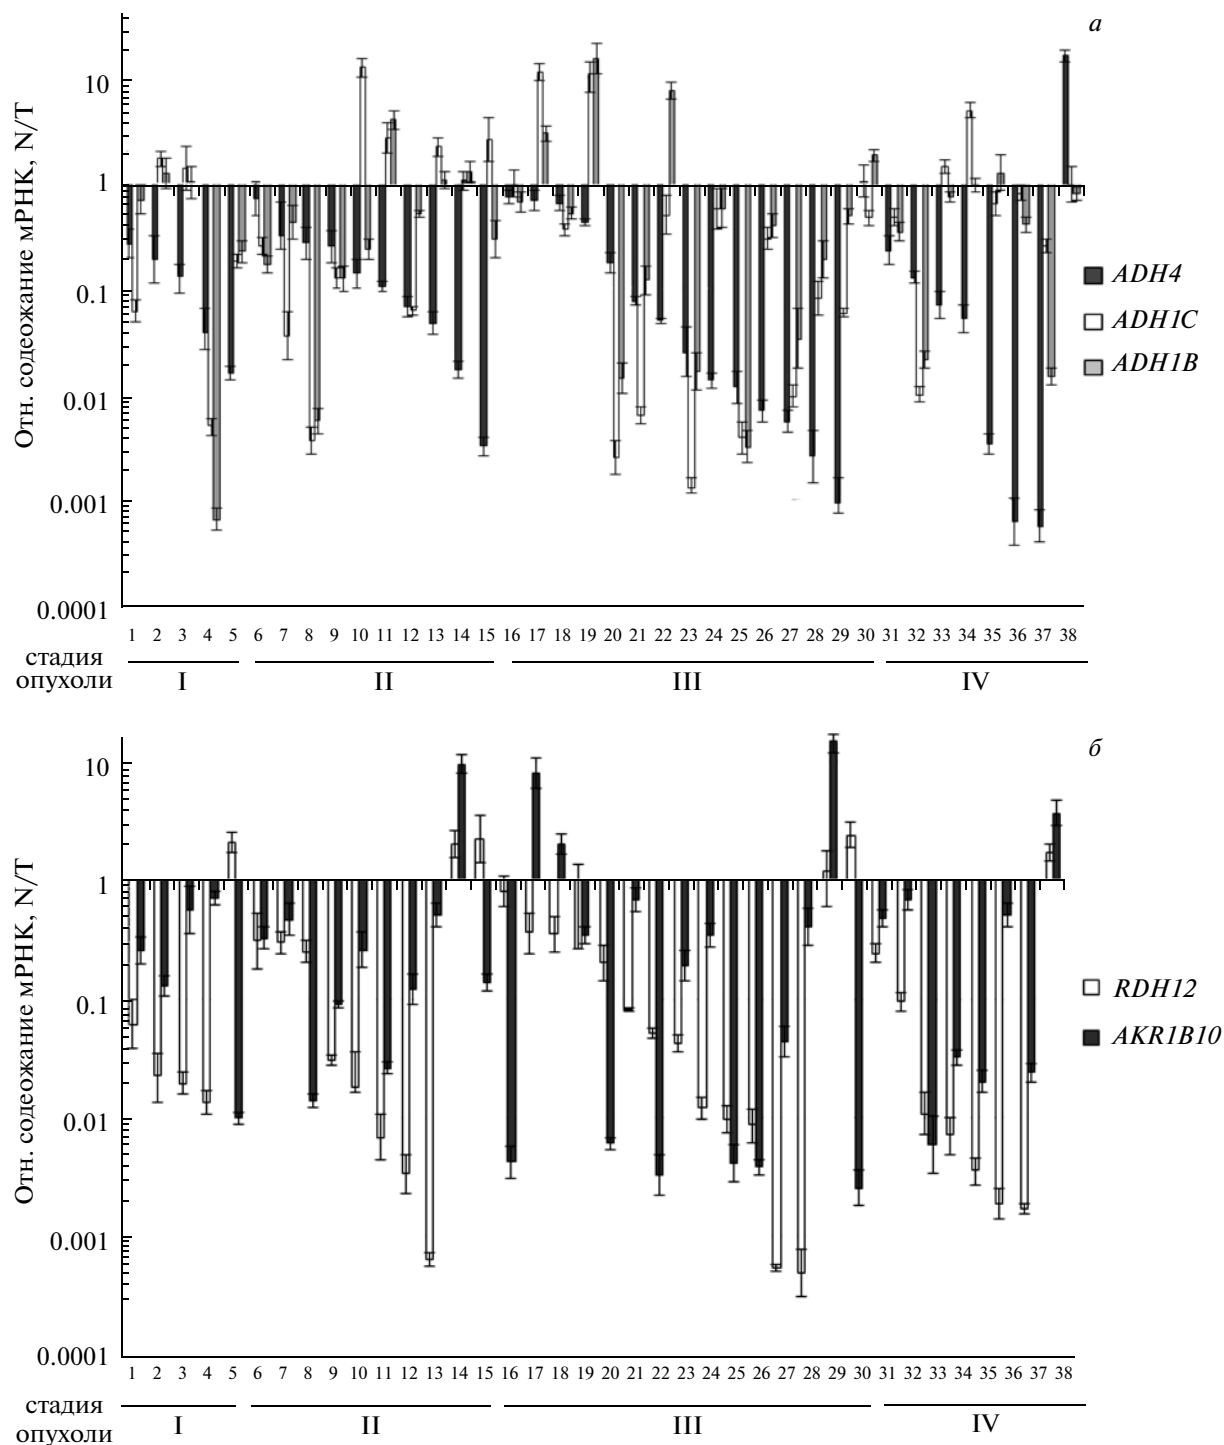 а
Отн. содеожание мРНК, N/T
10
1
0.1
0.01
0.001
0.0001
ADH4
ADH1C
ADH1B
1 2 3 4 5 6 7 8 9 10 11 12 13 14 15 16 17 18 19 20 21 22 23 24 25 26 27 28 29 30 31 32 33 34 35 36 37 38
стадия
опухоли I II III IV
б
Отн. содеожание мРНК, N/T
10
1
0.1
0.01
0.001
0.0001
RDH12
AKR1B10
1 2 3 4 5 6 7 8 9 10 11 12 13 14 15 16 17 18 19 20 21 22 23 24 25 26 27 28 29 30 31 32 33 34 35 36 37 38
стадия
опухоли I II III IV